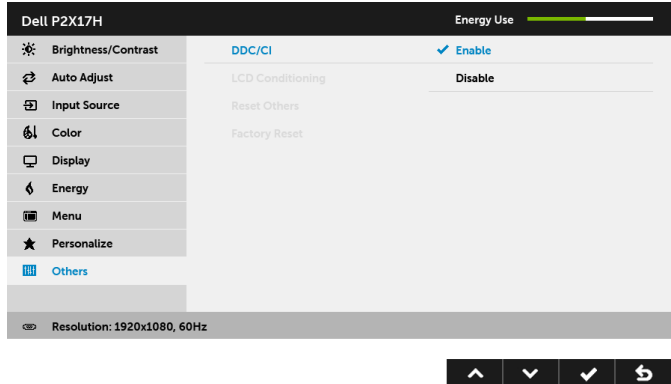 Dell P2X17H
Energy Use
Brightness/Contrast
DDC/CI
Enable
Auto Adjust
LCD Conditioning
Disable
Input Source
Reset Others
Color
Factory Reset
Display
Energy
Menu
Personalize
Others
Resolution: 1920x1080, 60Hz